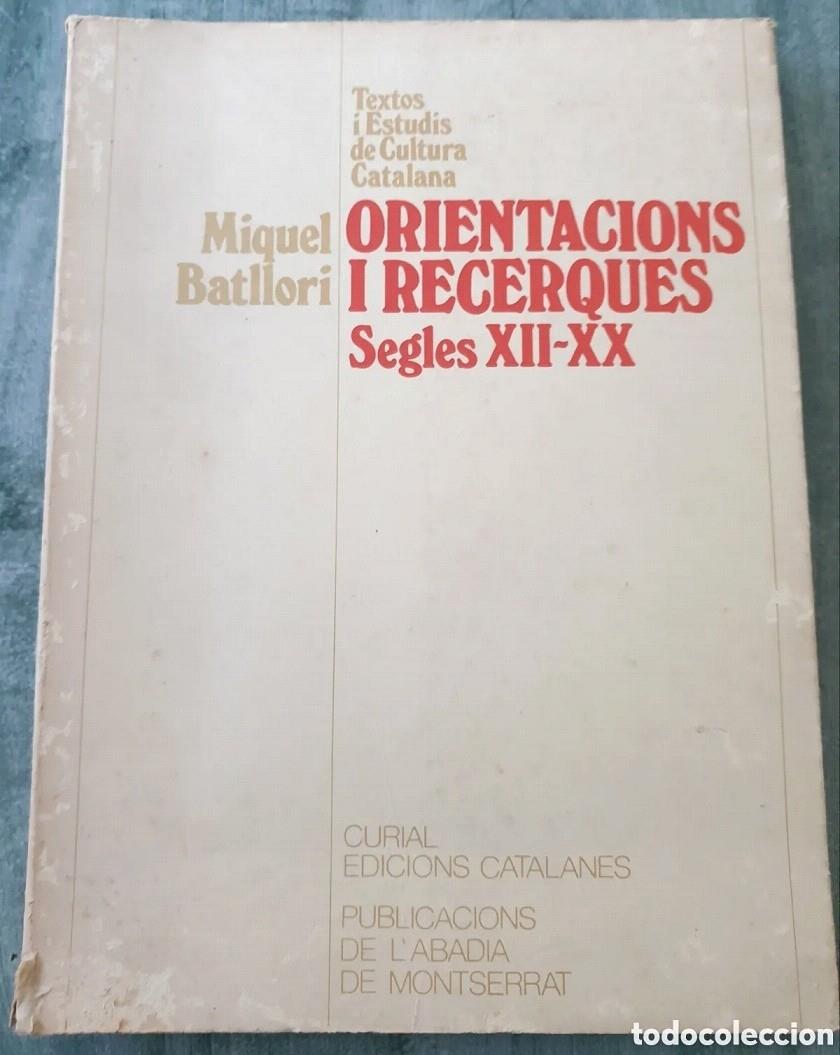 Textos
i Estudis
de Cultura
Catalana
Miquel
Batllori
ORIENTACIONS
I RECERQUES
Segles XII-XX
CURIAL
EDICIONS CATALANES
PUBLICACIONS
DE L'ABADIA
DE MONTSERRAT
todocoleccion